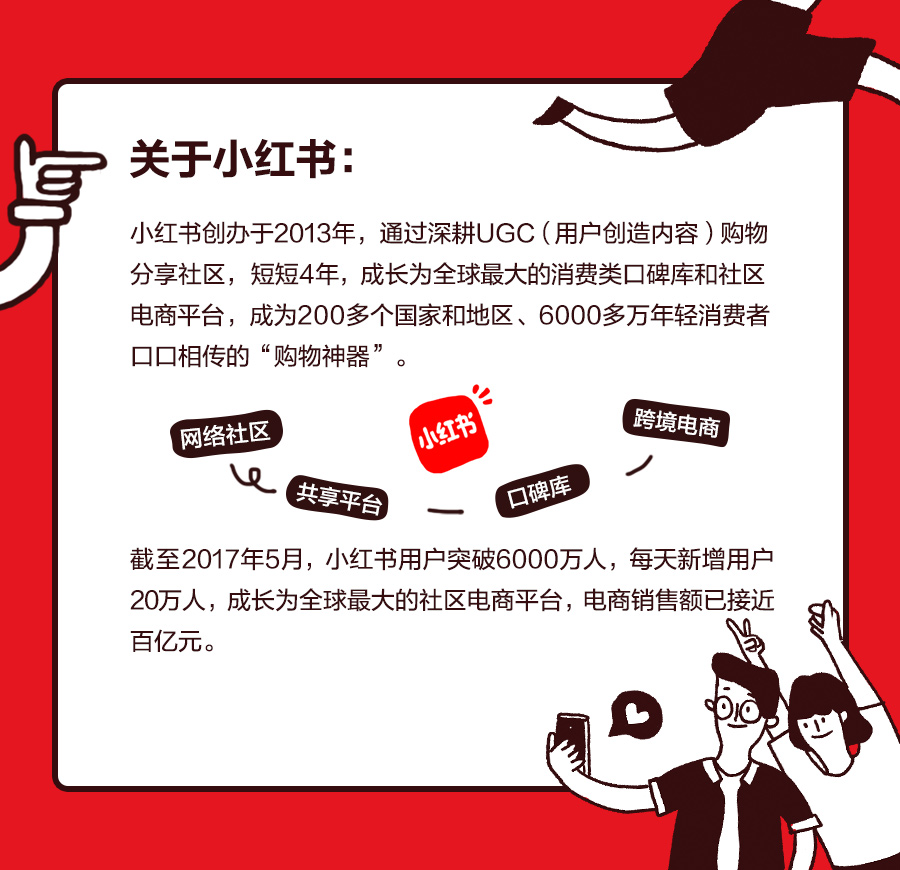 关于小红书：
小红书创办于2013年，通过深耕UGC（用户创造内容）购物
分享社区，短短4年，成长为全球最大的消费类口碑库和社区
电商平台，成为200多个国家和地区、6000多万年轻消费者
口口相传的“购物神器”。
网络社区
共享平台
小红书
口碑库
跨境电商
截至2017年5月，小红书用户突破6000万人，每天新增用户
20万人，成长为全球最大的社区电商平台，电商销售额已接近
百亿元。